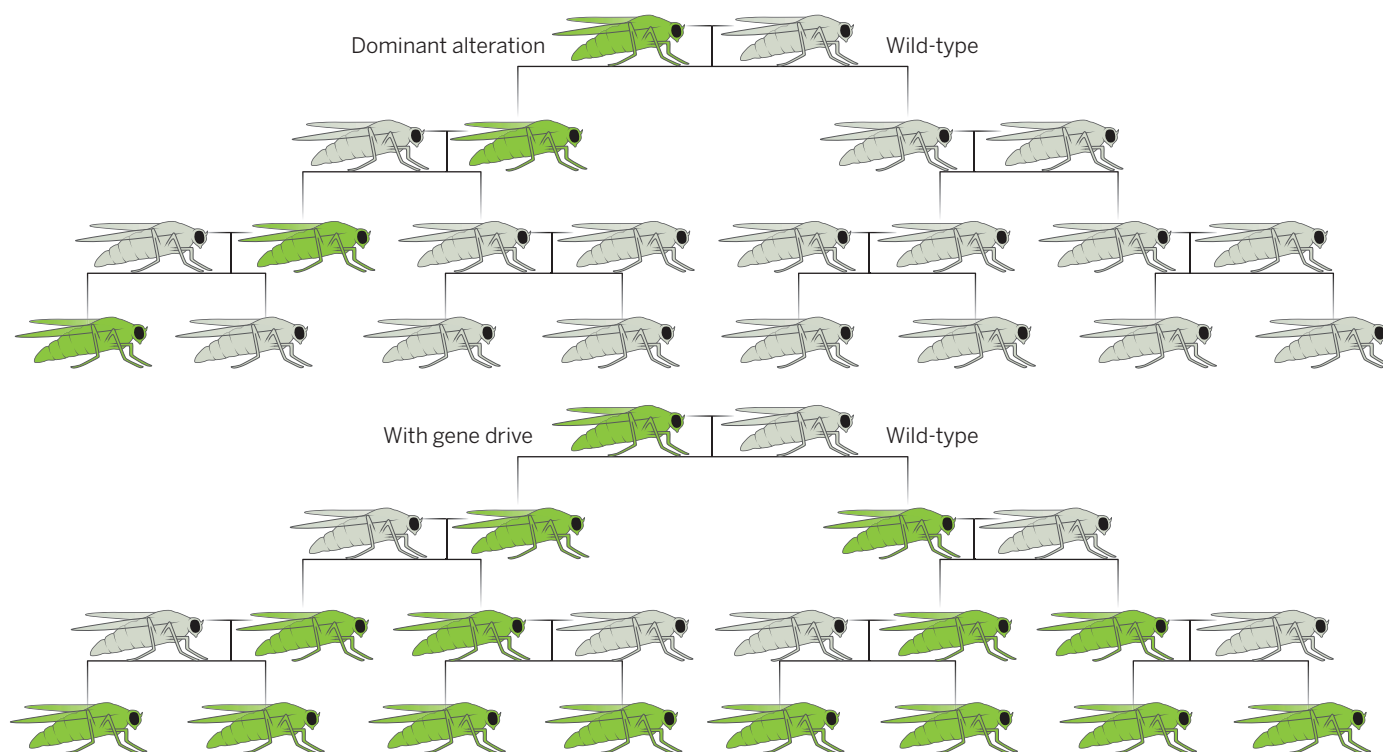 Dominant alteration
Wild-type
With gene drive
Wild-type